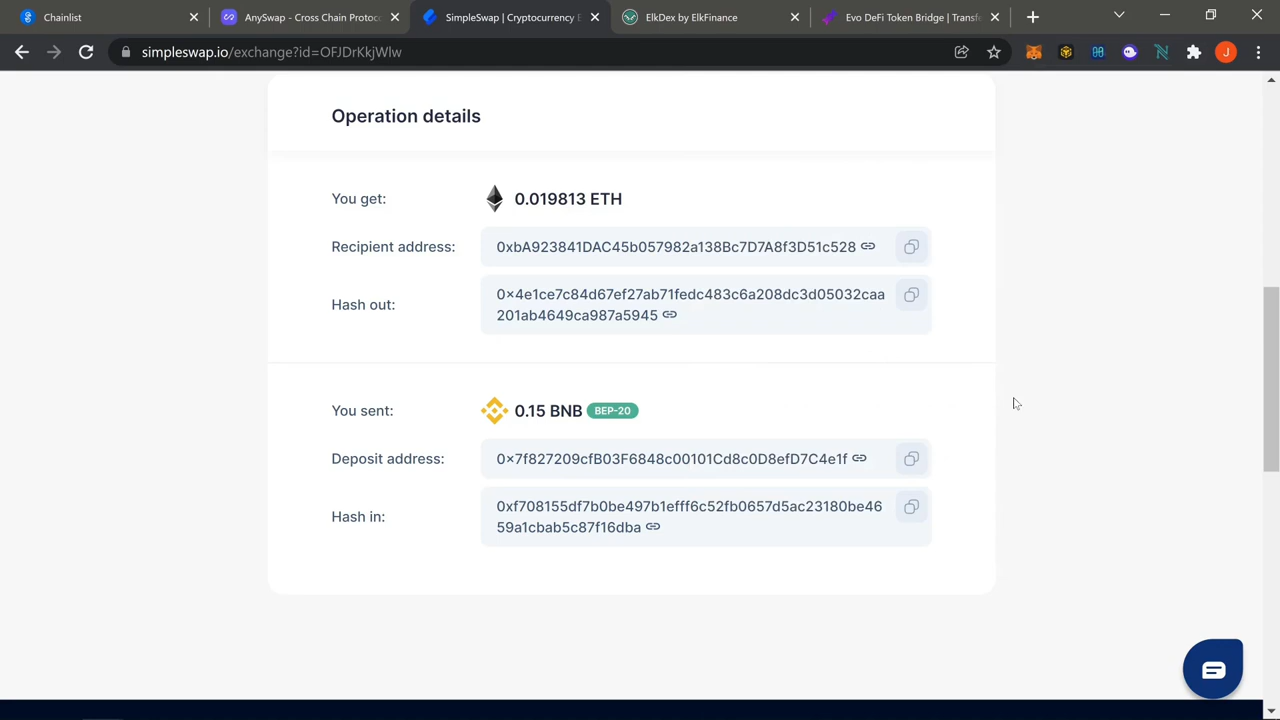 Chainlist
AnySwap - Cross Chain Protoc
SimpleSwap | Cryptocurrency E
ElkDex by ElkFinance
Evo DeFi Token Bridge | Transf
simpleswap.io/exchange?id=OFJDrKkjWlw
J
Operation details
You get:
0.019813 ETH
Recipient address:
0xbA923841DAC45b057982a138Bc7D7A8f3D51c528
Hash out:
0x4e1ce7c84d67ef27ab71fedc483c6a208dc3d05032caa
201ab4649ca987a5945
You sent:
0.15 BNB BEP-20
Deposit address:
0x7f827209cfB03F6848c00101Cd8c0D8efD7C4e1f
Hash in:
0xf708155df7b0be497b1efff6c52fb0657d5ac23180be46
59a1cbab5c87f16dba